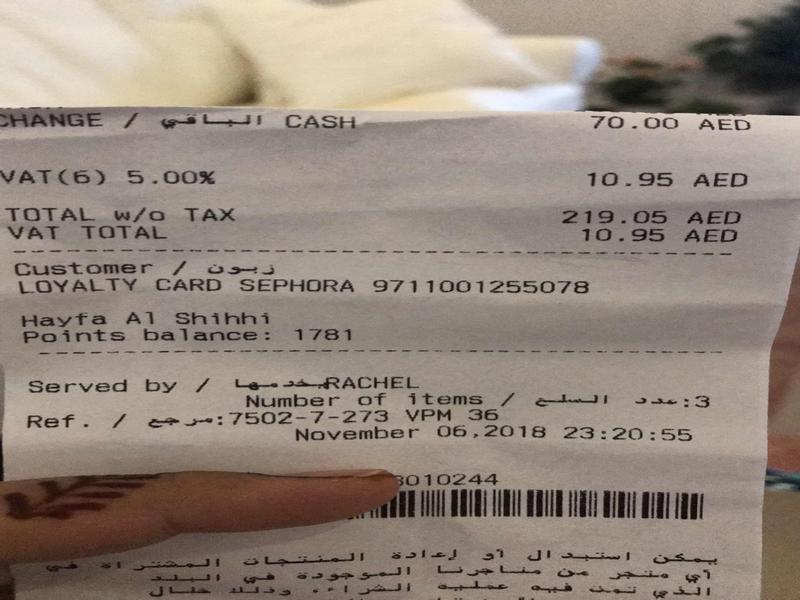 CHANGE / الباقي CASH 70.00 AED
VAT(6) 5.00% 10.95 AED
TOTAL w/o TAX 219.05 AED
VAT TOTAL 10.95 AED
Customer / زبون
LOYALTY CARD SEPHORA 9711001255078
Hayfa Al Shihhi
Points balance: 1781
Served by / يخدمها RACHEL
Number of items / عدد السلع :3
Ref. / مرجع :7502-7-273 VPM 36
November 06,2018 23:20:55
3010244
يمكن استبدال أو إعادة المنتجات المشتراة في
أي متجر من متاجرنا الموجودة في البلد
الذي تمت فيه عملية الشراء، وذلك خلال